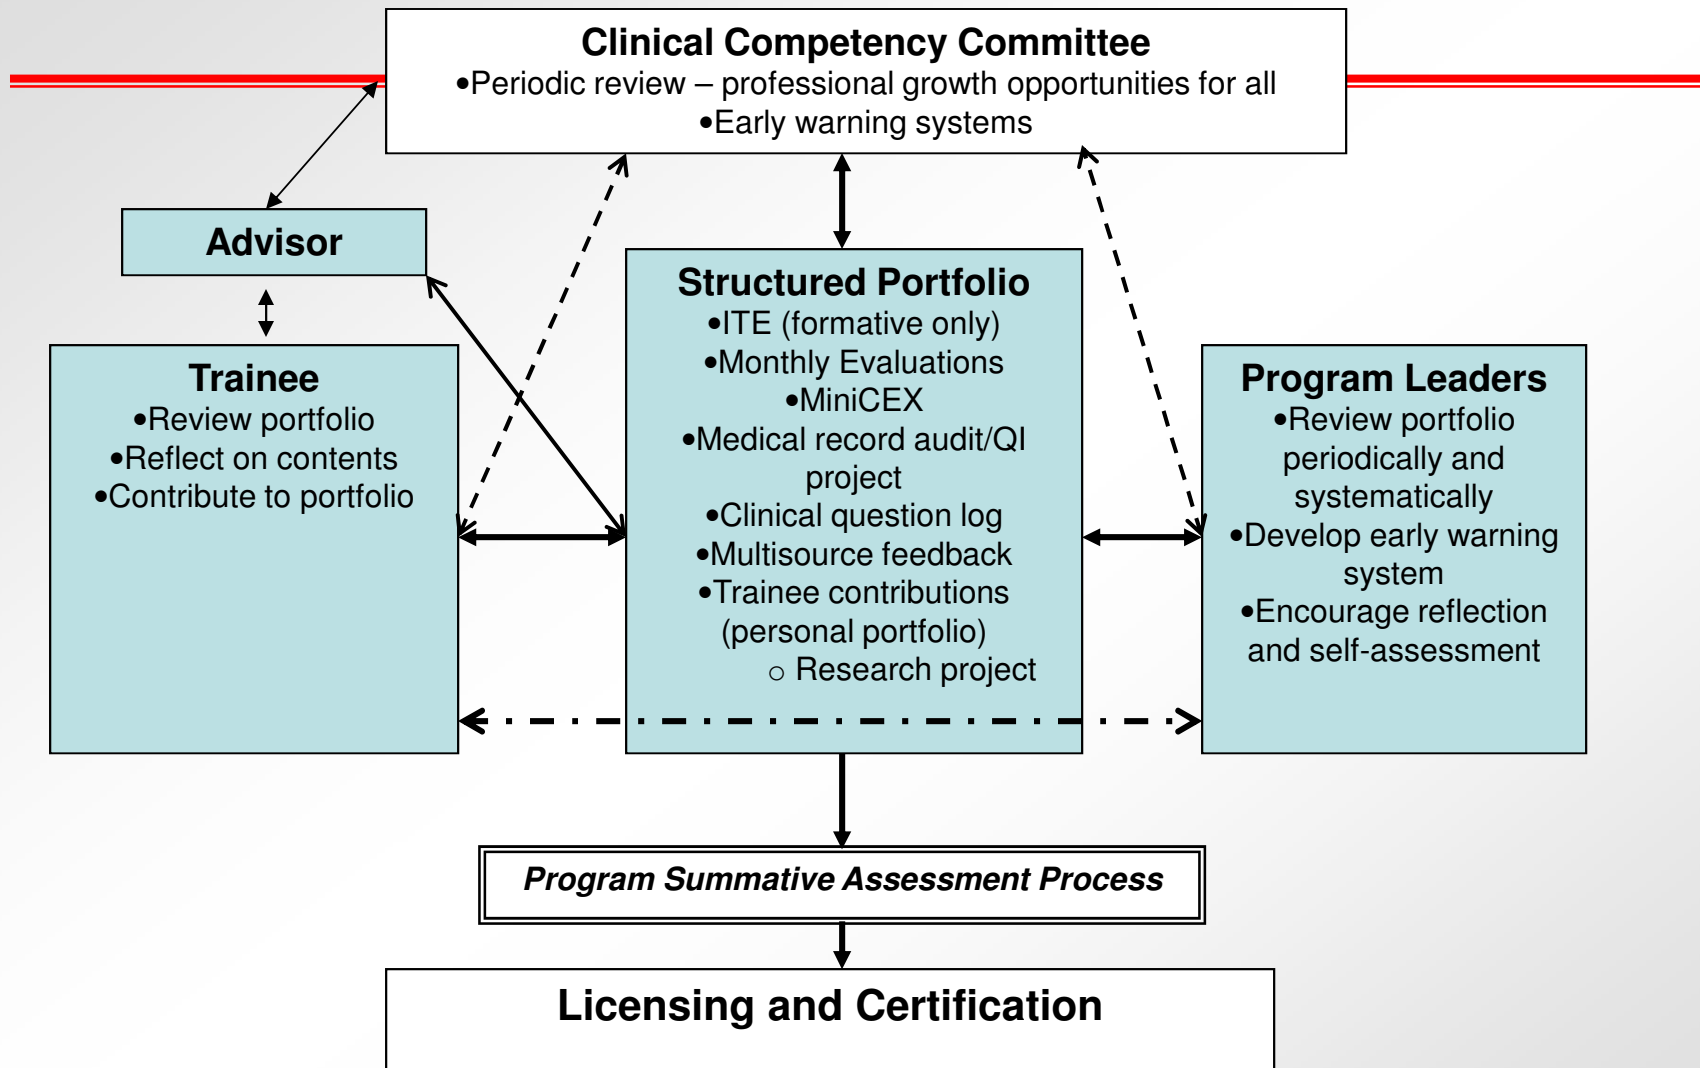 Clinical Competency Committee
•Periodic review – professional growth opportunities for all
•Early warning systems
Advisor
Trainee
•Review portfolio
•Reflect on contents
•Contribute to portfolio
Structured Portfolio
•ITE (formative only)
•Monthly Evaluations
•MiniCEX
•Medical record audit/QI
project
•Clinical question log
•Multisource feedback
•Trainee contributions
(personal portfolio)
o Research project
Program Leaders
•Review portfolio
periodically and
systematically
•Develop early warning
system
•Encourage reflection
and self-assessment
Program Summative Assessment Process
Licensing and Certification